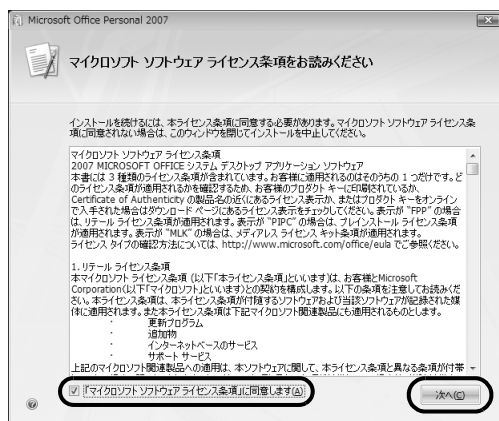 Microsoft Office Personal 2007
マイクロソフト ソフトウェア ライセンス条項をお読みください
インストールを続けるには、本ライセンス条項に同意する必要があります。マイクロソフト ソフトウェア ライセンス条
項に同意されない場合は、このウィンドウを閉じてインストールを中止してください。
マイクロソフト ソフトウェア ライセンス条項
2007 MICROSOFT OFFICE システム デスクトップ アプリケーション ソフトウェア
本書には 3 種類のライセンス条項が含まれています。お客様に適用されるのはそのうちの 1 つだけです。ど
のライセンス条項が適用されるかを確認するため、お客様のプロダクト キーに印刷されているか、
Certificate of Authenticity の製品名の近くにあるライセンス表示か、またはプロダクト キーをオンライン
で入手された場合はダウンロード ページにあるライセンス表示をチェックしてください。表示が "FPP" の場合
は、リテール ライセンス条項が適用されます。表示が "PIPC" の場合は、プレインストール ライセンス条項
が適用されます。表示が "MLK" の場合は、メディアレス ライセンス キット条項が適用されます。
ライセンス タイプの確認方法については、http://www.microsoft.com/office/eula でご参照ください。
1. リテール ライセンス条項
本マイクロソフト ライセンス条項 (以下「本ライセンス条項」といいます)は、お客様とMicrosoft
Corporation(以下「マイクロソフト」といいます)との契約を構成します。以下の条項を注意してお読みくだ
さい。本ライセンス条項は、本ライセンス条項が付随するソフトウェアおよび当該ソフトウェアが記録された媒
体に適用されます。また本ライセンス条項は下記マイクロソフト関連製品にも適用されるものとします。
· 更新プログラム
· 追加物
· インターネットベースのサービス
· サポート サービス
上記のマイクロソフト関連製品への適用は、本ソフトウェアに関して、本ライセンス条項と異なる条項が付帯
「マイクロソフト ソフトウェア ライセンス条項」に同意します(A)
次へ(C)